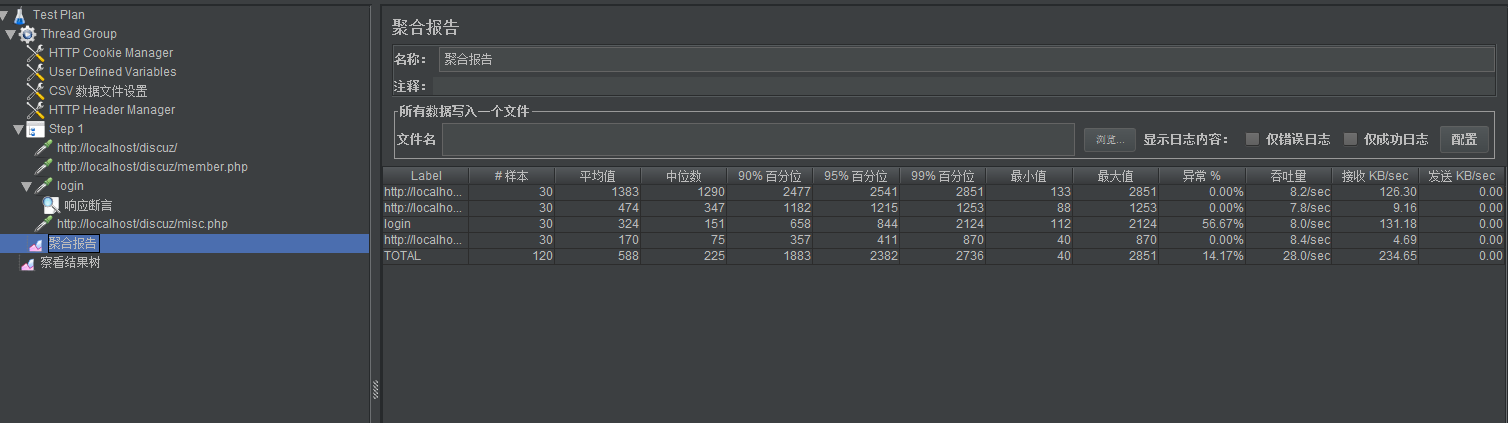 Test Plan
Thread Group
HTTP Cookie Manager
User Defined Variables
CSV 数据文件设置
HTTP Header Manager
Step 1
http://localhost/discuz/
http://localhost/discuz/member.php
login
响应断言
http://localhost/discuz/misc.php
聚合报告
察看结果树
聚合报告
名称： 聚合报告
注释：
所有数据写入一个文件
文件名 浏览... 显示日志内容： 仅错误日志 仅成功日志 配置
Label # 样本 平均值 中位数 90% 百分位 95% 百分位 99% 百分位 最小值 最大值 异常 % 吞吐量 接收 KB/sec 发送 KB/sec
http://localho... 30 1383 1290 2477 2541 2851 133 2851 0.00% 8.2/sec 126.30 0.00
http://localho... 30 474 347 1182 1215 1253 88 1253 0.00% 7.8/sec 9.16 0.00
login 30 324 151 658 844 2124 112 2124 56.67% 8.0/sec 131.18 0.00
http://localho... 30 170 75 357 411 870 40 870 0.00% 8.4/sec 4.69 0.00
TOTAL 120 588 225 1883 2382 2736 40 2851 14.17% 28.0/sec 234.65 0.00